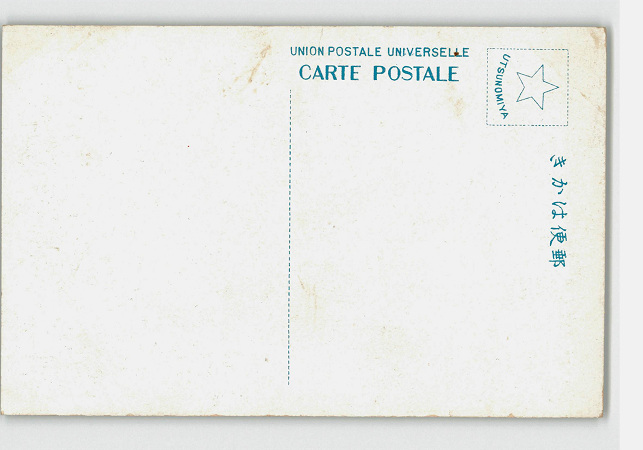 UNION POSTALE UNIVERSELLE
CARTE POSTALE
UTSUNOMIYA
きかは便郵